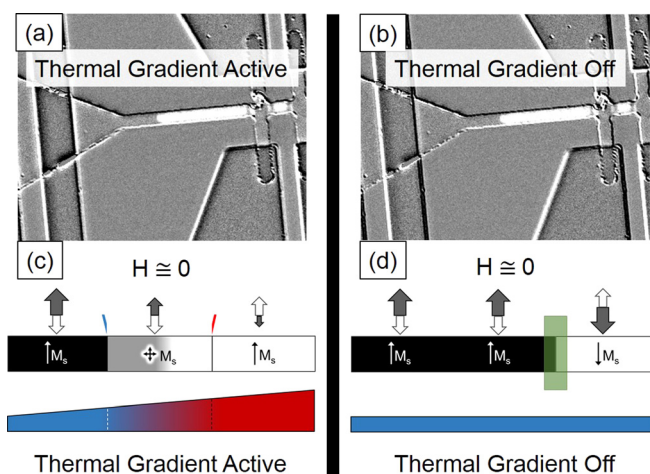 (a)
Thermal Gradient Active
(b)
Thermal Gradient Off
(c)
H ≅ 0
Ms
Ms
Ms
Thermal Gradient Active
(d)
H ≅ 0
Ms
Ms
Ms
Thermal Gradient Off